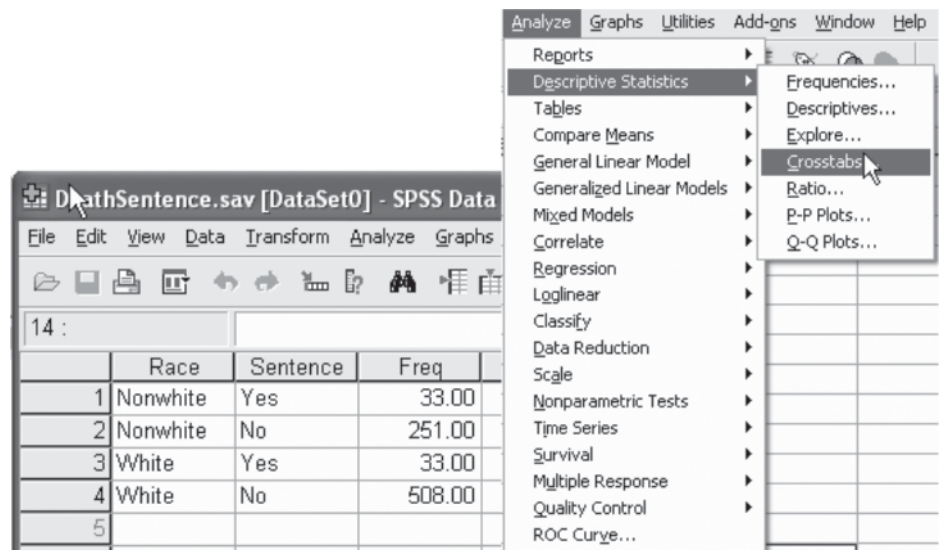 Analyze Graphs Utilities Add-ons Window Help
Reports
Descriptive Statistics
Tables
Compare Means
General Linear Model
Generalized Linear Models
Mixed Models
Correlate
Regression
Loglinear
Classify
Data Reduction
Scale
Nonparametric Tests
Time Series
Survival
Multiple Response
Quality Control
ROC Curve...
Frequencies...
Descriptives...
Explore...
Crosstabs
Ratio...
P-P Plots...
Q-Q Plots...
DeathSentence.sav [DataSet0] - SPSS Data
File Edit View Data Transform Analyze Graphs
14 :
Race Sentence Freq
1 Nonwhite Yes 33.00
2 Nonwhite No 251.00
3 White Yes 33.00
4 White No 508.00
5